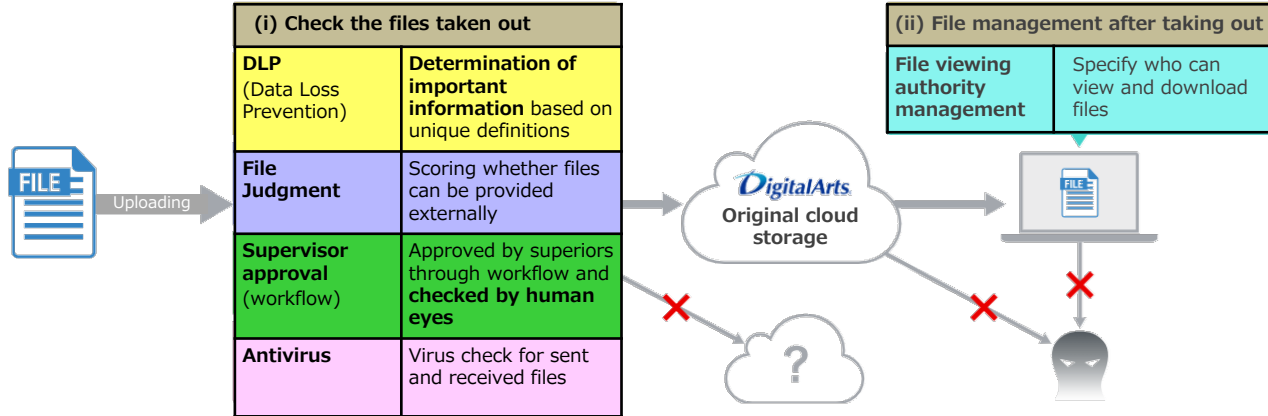 (i) Check the files taken out
DLP
(Data Loss
Prevention)
Determination of
important
information based on
unique definitions
File
Judgment
Scoring whether files
can be provided
externally
Supervisor
approval
(workflow)
Approved by superiors
through workflow and
checked by human
eyes
Antivirus
Virus check for sent
and received files
FILE
Uploading
DigitalArts
Original cloud
storage
?
(ii) File management after taking out
File viewing
authority
management
Specify who can
view and download
files
FILE